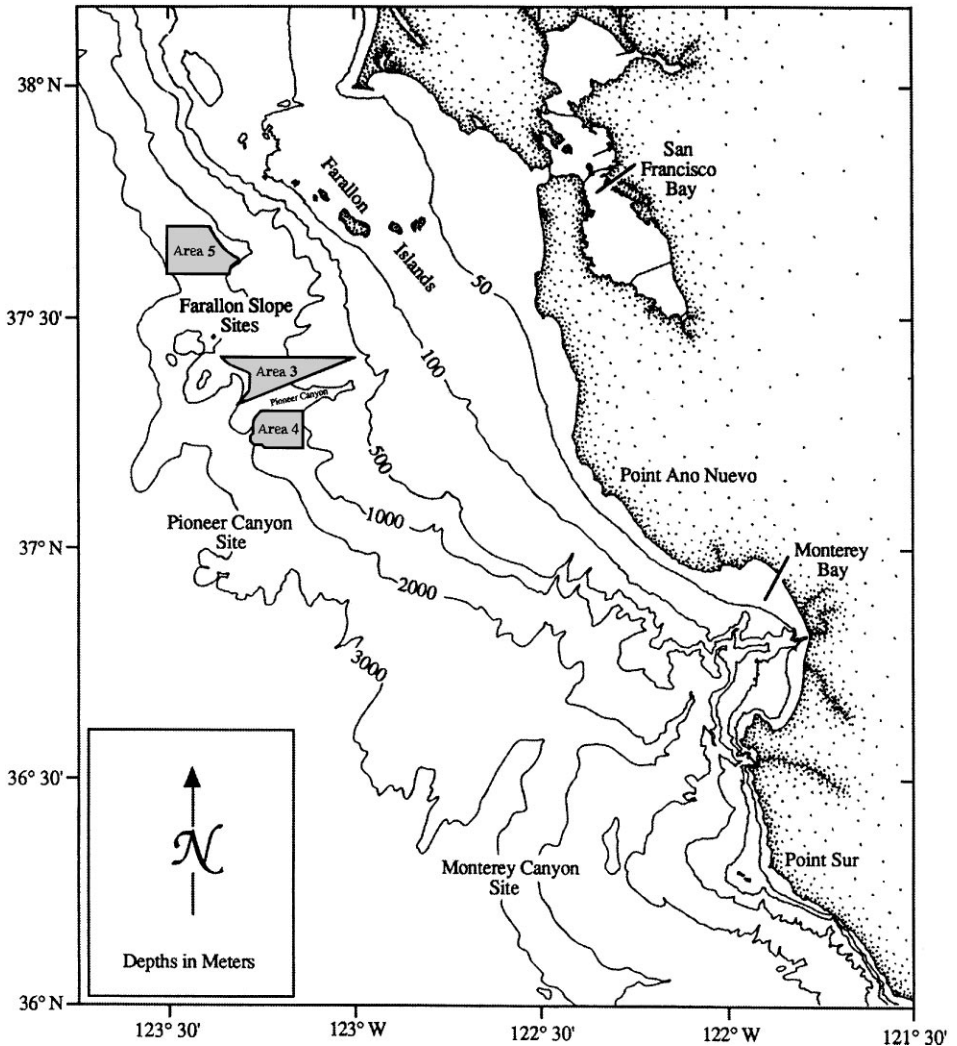 38° N
37° 30'
37° N
36° 30'
36° N
San
Francisco
Bay
Farallon
Islands
50
100
Area 5
Farallon Slope
Sites
Area 3
Pioneer Canyon
Area 4
500
Point Ano Nuevo
1000
Pioneer Canyon
Site
Monterey
Bay
2000
3000
N
Depths in Meters
Monterey Canyon
Site
Point Sur
123° 30'
123° W
122° 30'
122° W
121° 30'